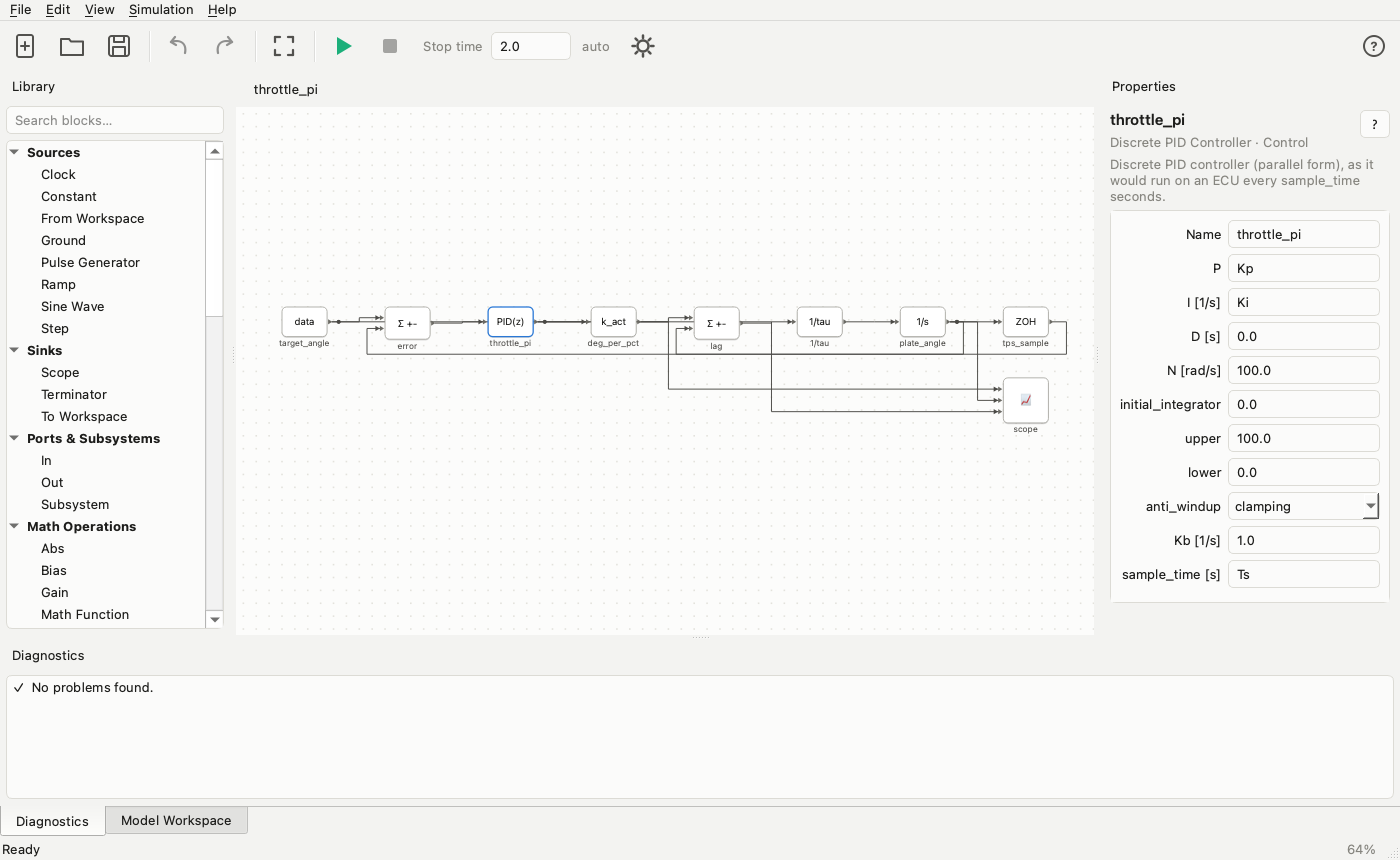 File Edit View Simulation Help
Stop time 2.0 auto
?
Library
throttle_pi
Properties
Search blocks...
Sources
Clock
Constant
From Workspace
Ground
Pulse Generator
Ramp
Sine Wave
Step
Sinks
Scope
Terminator
To Workspace
Ports & Subsystems
In
Out
Subsystem
Math Operations
Abs
Bias
Gain
Math Function
data
target_angle
Σ +-
error
PID(z)
throttle_pi
k_act
deg_per_pct
Σ +-
lag
1/tau
1/tau
1/s
plate_angle
ZOH
tps_sample
scope
throttle_pi
?
Discrete PID Controller · Control
Discrete PID controller (parallel form), as it
would run on an ECU every sample_time
seconds.
Name throttle_pi
P Kp
I [1/s] Ki
D [s] 0.0
N [rad/s] 100.0
initial_integrator 0.0
upper 100.0
lower 0.0
anti_windup clamping
Kb [1/s] 1.0
sample_time [s] Ts
Diagnostics
✓ No problems found.
Diagnostics Model Workspace
Ready
64%